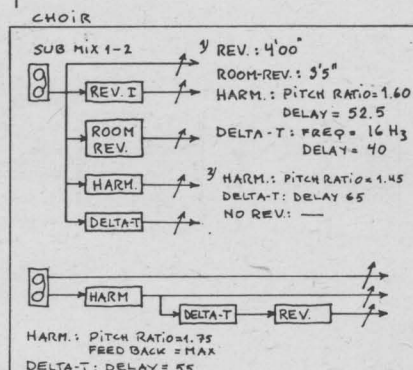 CHOIR
SUB MIX 1-2
1/ REV.: 4'00"
REV. I
ROOM-REV.: 3'5"
HARM.: PITCH RATIO=1.60
DELAY = 52.5
ROOM
REV.
DELTA-T: FREQ = 16 Hz
DELAY = 40
HARM.
2/ HARM.: PITCH RATIO=1.45
DELTA-T: DELAY 65
DELTA-T
NO REV.: —
HARM
DELTA-T
REV.
HARM.: PITCH RATIO=1.75
FEED BACK = MAX
DELTA-T: DELAY = 55